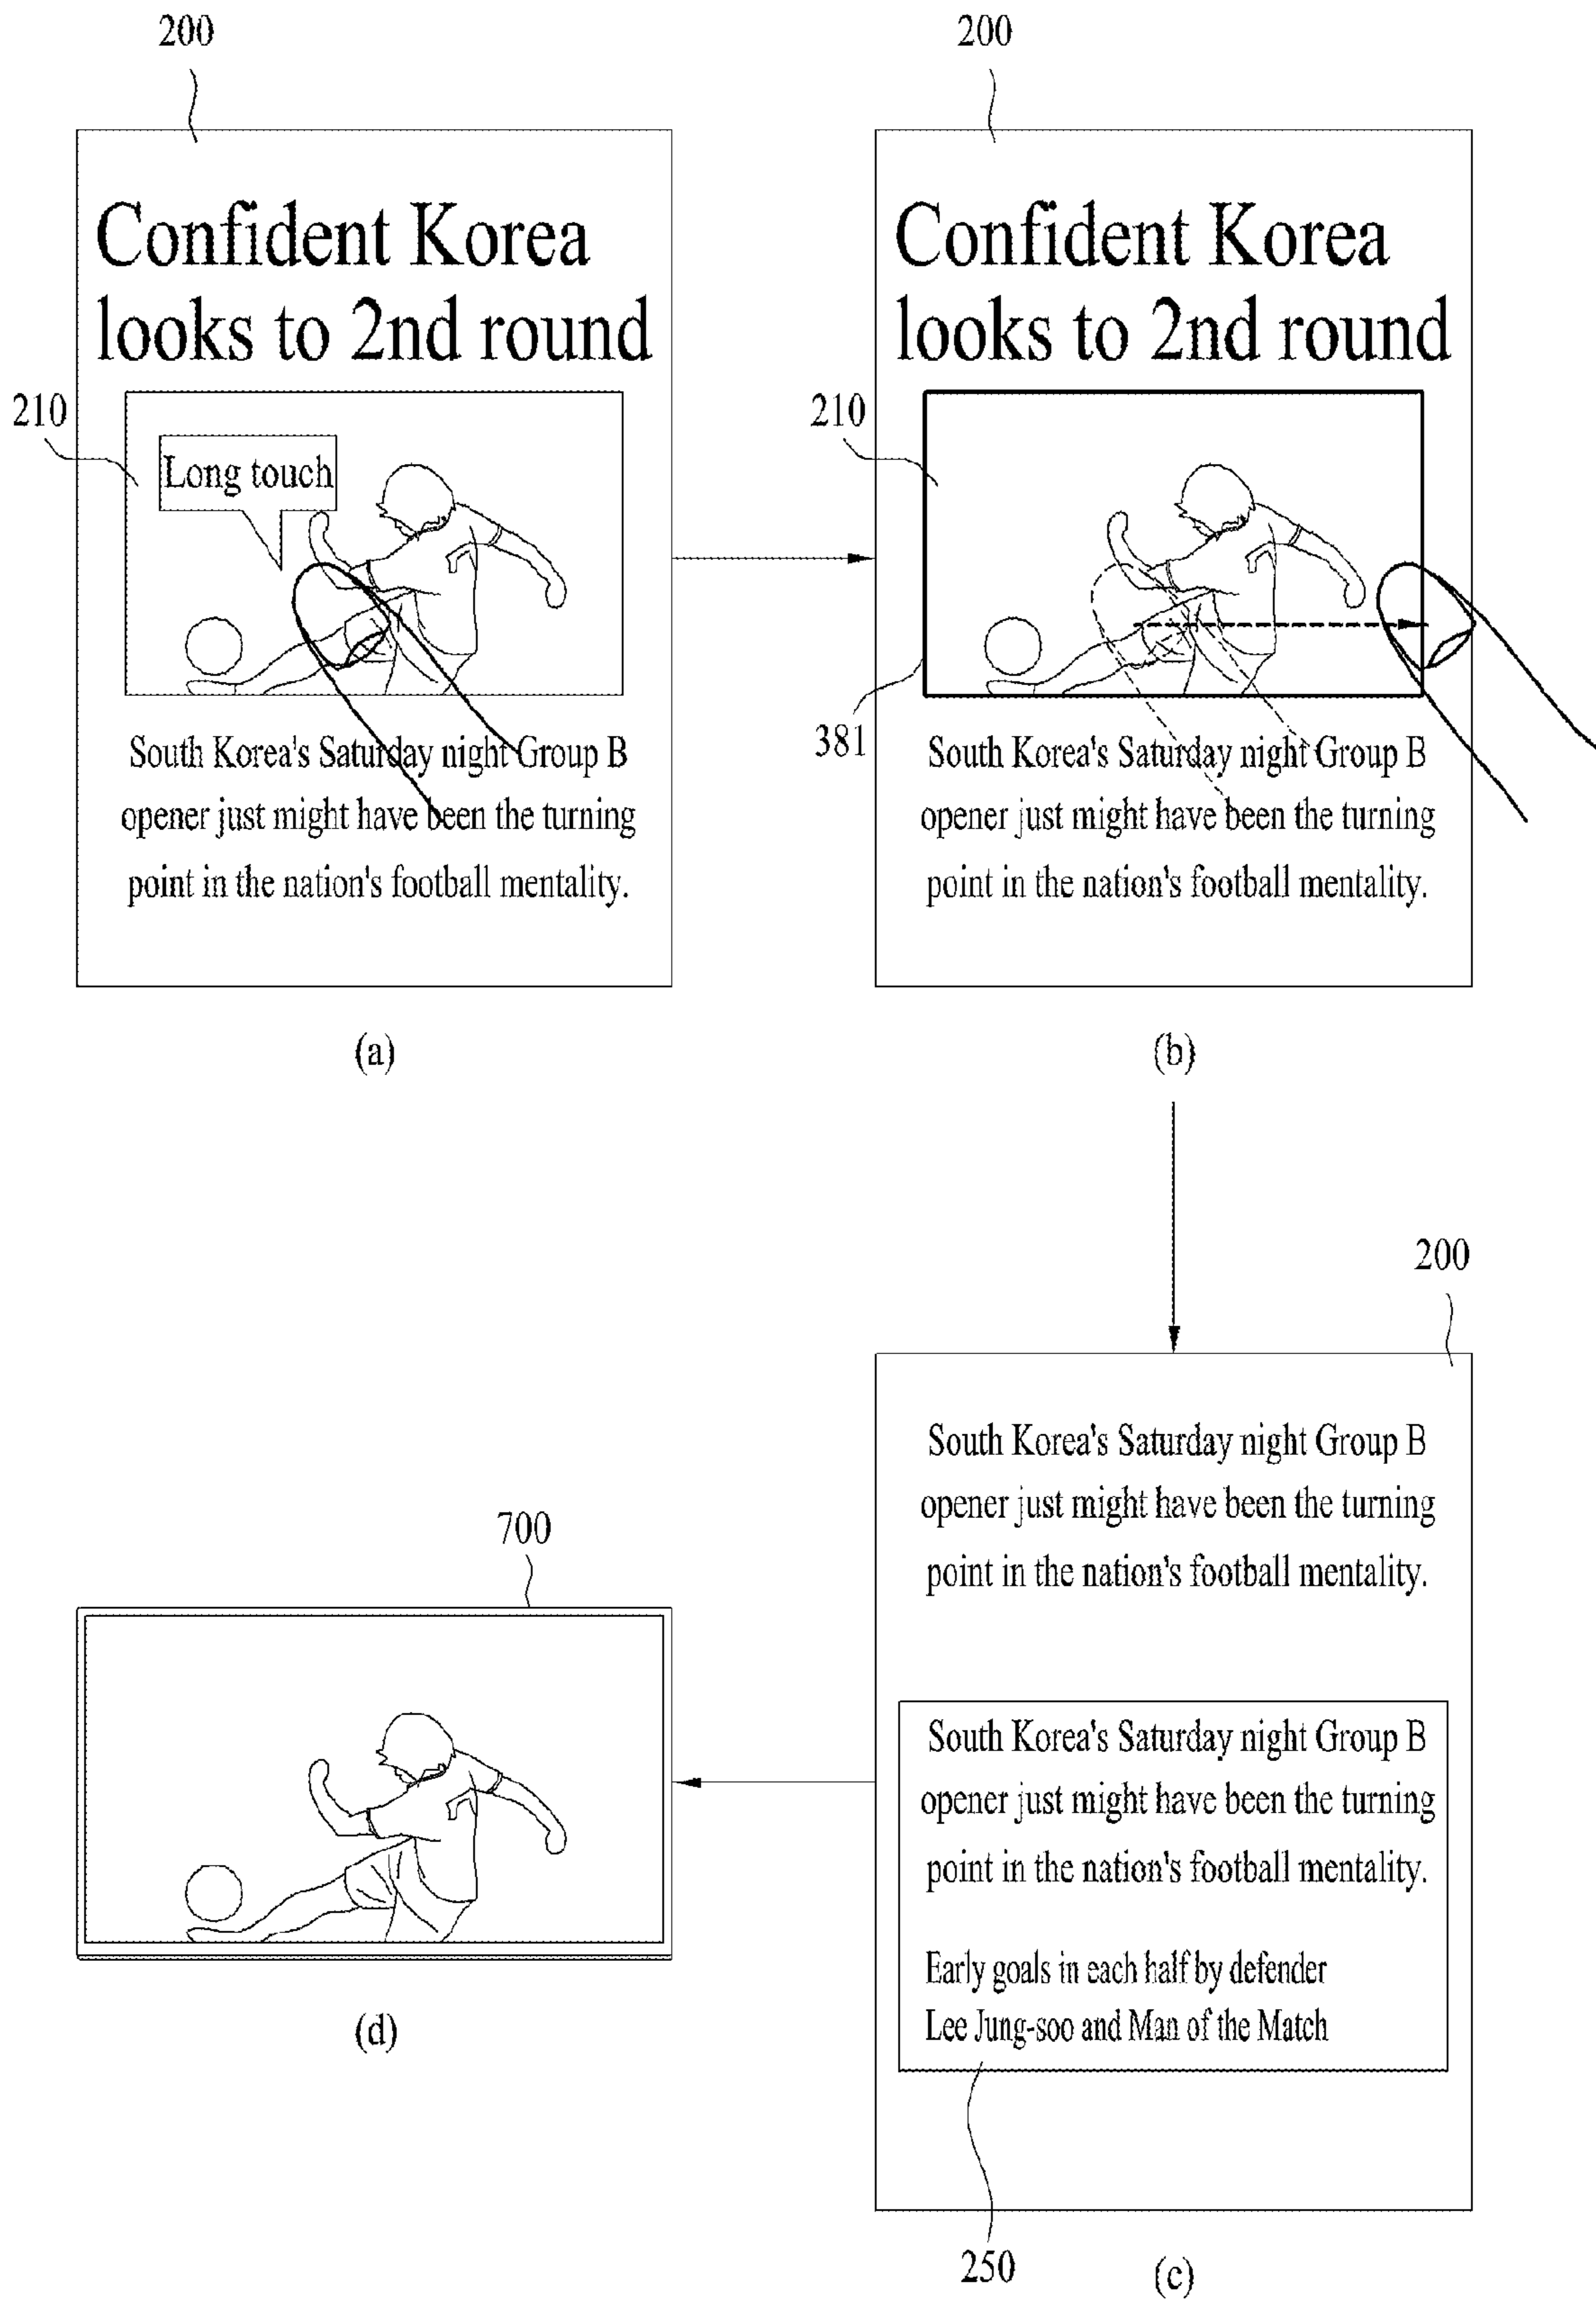 200
200
Confident Korea
looks to 2nd round
210
Long touch
South Korea's Saturday night Group B
opener just might have been the turning
point in the nation's football mentality.
(a)
Confident Korea
looks to 2nd round
210
381
South Korea's Saturday night Group B
opener just might have been the turning
point in the nation's football mentality.
(b)
200
South Korea's Saturday night Group B
opener just might have been the turning
point in the nation's football mentality.
South Korea's Saturday night Group B
opener just might have been the turning
point in the nation's football mentality.
Early goals in each half by defender
Lee Jung-soo and Man of the Match
250
(c)
700
(d)